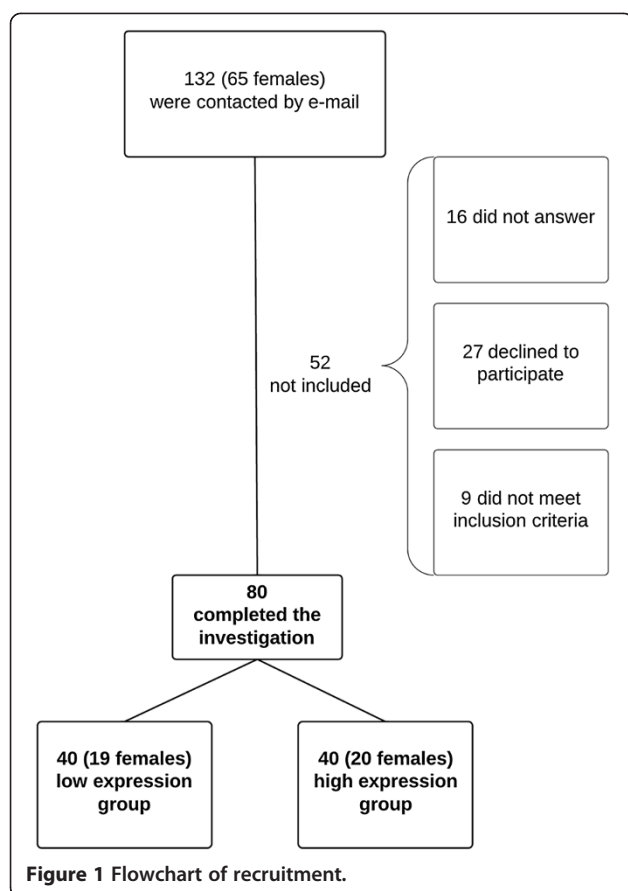 132 (65 females)
were contacted by e-mail
16 did not answer
52
not included
27 declined to
participate
9 did not meet
inclusion criteria
80
completed the
investigation
40 (19 females)
low expression
group
40 (20 females)
high expression
group
Figure 1 Flowchart of recruitment.